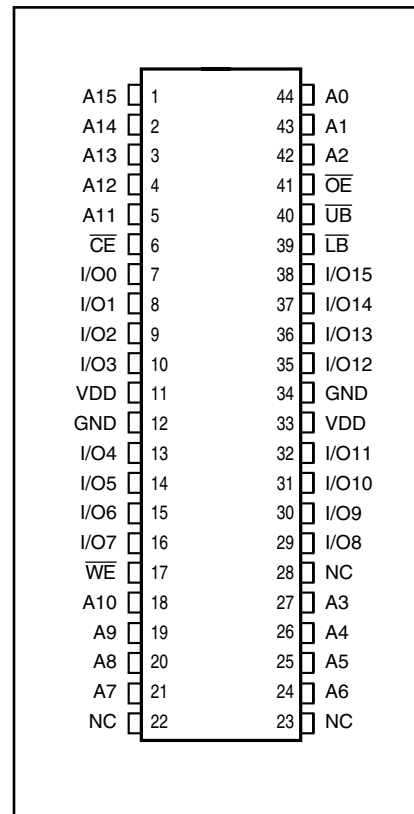 A15 1 44 A0
A14 2 43 A1
A13 3 42 A2
A12 4 41 OE
A11 5 40 UB
CE 6 39 LB
I/O0 7 38 I/O15
I/O1 8 37 I/O14
I/O2 9 36 I/O13
I/O3 10 35 I/O12
VDD 11 34 GND
GND 12 33 VDD
I/O4 13 32 I/O11
I/O5 14 31 I/O10
I/O6 15 30 I/O9
I/O7 16 29 I/O8
WE 17 28 NC
A10 18 27 A3
A9 19 26 A4
A8 20 25 A5
A7 21 24 A6
NC 22 23 NC